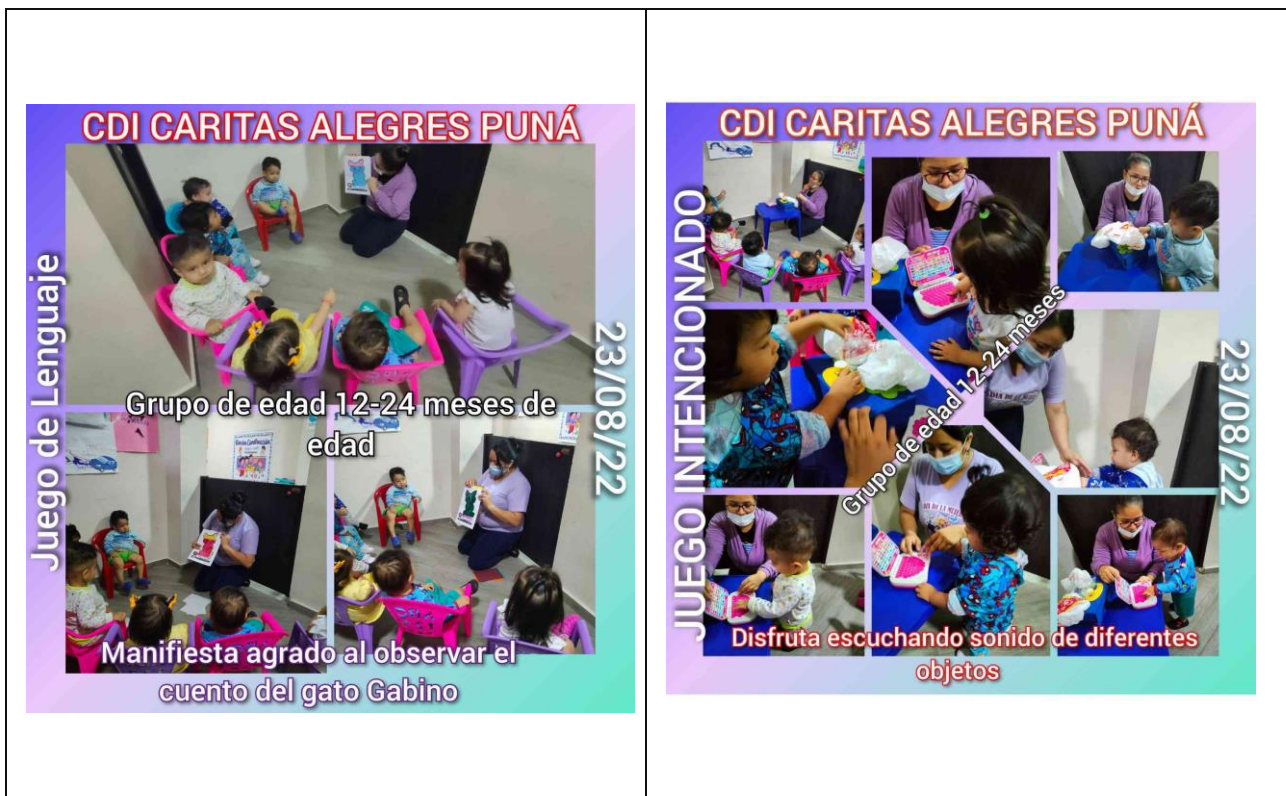 CDI CARITAS ALEGRES PUNÁ
Juego de Lenguaje
Grupo de edad 12-24 meses de
edad
23/08/22
Manifiesta agrado al observar el
cuento del gato Gabino
CDI CARITAS ALEGRES PUNÁ
JUEGO INTENCIONADO
Grupo de edad 12-24 meses
23/08/22
Disfruta escuchando sonido de diferentes
objetos